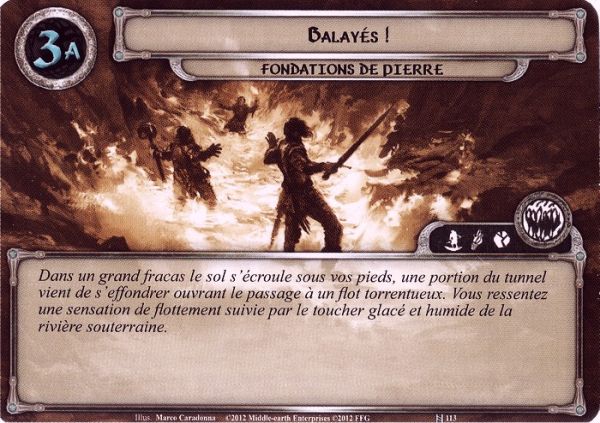 3A
Balayés !
FONDATIONS DE PIERRE
Dans un grand fracas le sol s'écroule sous vos pieds, une portion du tunnel
vient de s'effondrer ouvrant le passage à un flot torrentueux. Vous ressentez
une sensation de flottement suivie par le toucher glacé et humide de la
rivière souterraine.
Illus. Marco Caradonna ©2012 Middle-earth Enterprises ©2012 FFG 113